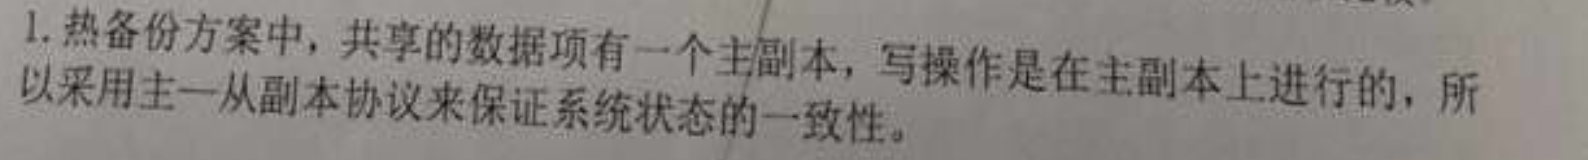 1. 热备份方案中，共享的数据项有一个主副本，写操作是在主副本上进行的，所
以采用主一从副本协议来保证系统状态的一致性。